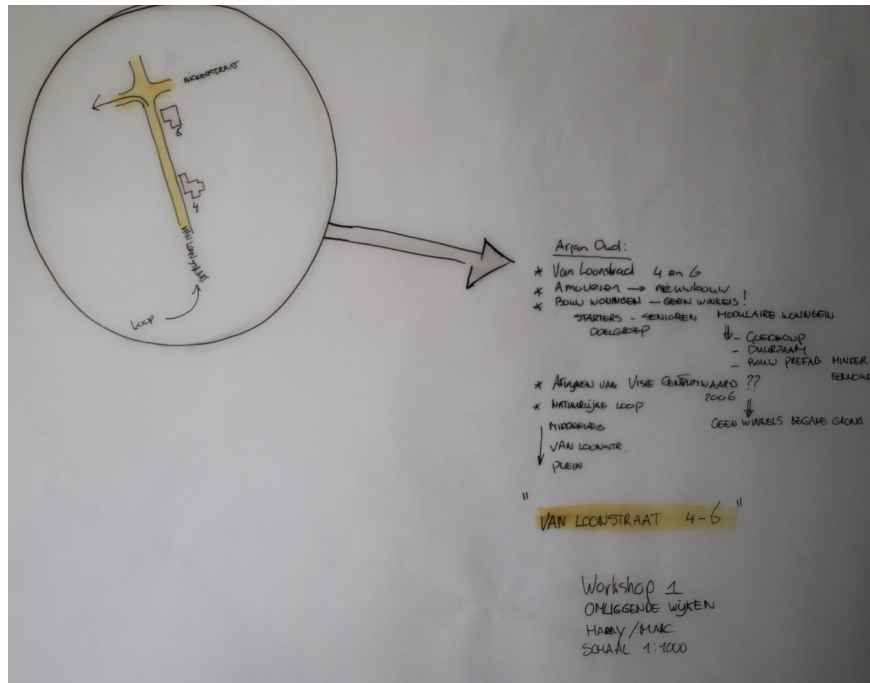 6
4
VAN LOONSTRAAT
LOOP
Arjan Oud:
* Van Loonstraat 4 en 6
* Amoveren → nieuwbouw
* BOUW WONINGEN - GEEN WINKELS!
STARTERS - SENIOREN
DOELGROEP
MODULAIRE WONINGEN
⇓ - GOEDKOOP
- DUURZAAM
- BOUW PREFAB MINDER
* AFWIJKEN VAN VISIE CENTRUMWAARD ??
2006
* NATUURLIJKE LOOP
GEEN WINKELS BEGANE GROND
MIDDENWEG
VAN LOONSTR.
PLEIN
"VAN LOONSTRAAT 4-6"
Workshop 1
OMLIGGENDE WIJKEN
HARRY/MARC
SCHAAL 1:1000